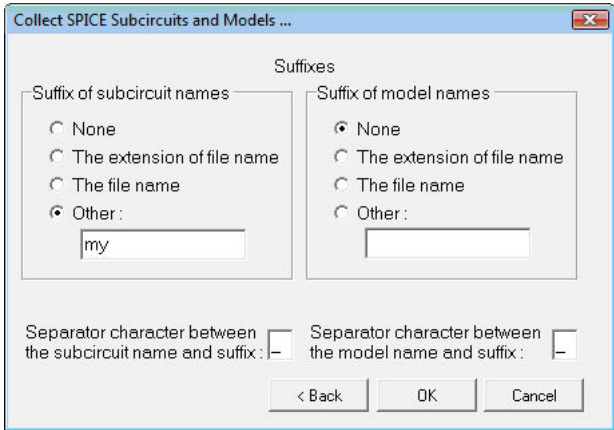 Collect SPICE Subcircuits and Models ...
Suffixes
Suffix of subcircuit names
None
The extension of file name
The file name
Other :
my
Suffix of model names
None
The extension of file name
The file name
Other :
Separator character between
the subcircuit name and suffix : _
Separator character between
the model name and suffix : _
< Back
OK
Cancel